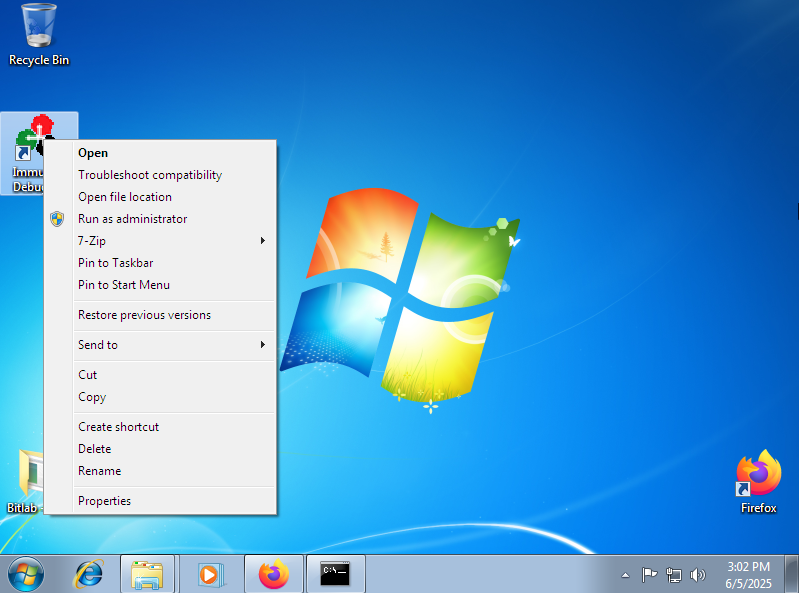 Recycle Bin
Immu
Debu
Open
Troubleshoot compatibility
Open file location
Run as administrator
7-Zip
Pin to Taskbar
Pin to Start Menu
Restore previous versions
Send to
Cut
Copy
Create shortcut
Delete
Rename
Properties
Bitlab
Firefox
C:\.
3:02 PM
6/5/2025